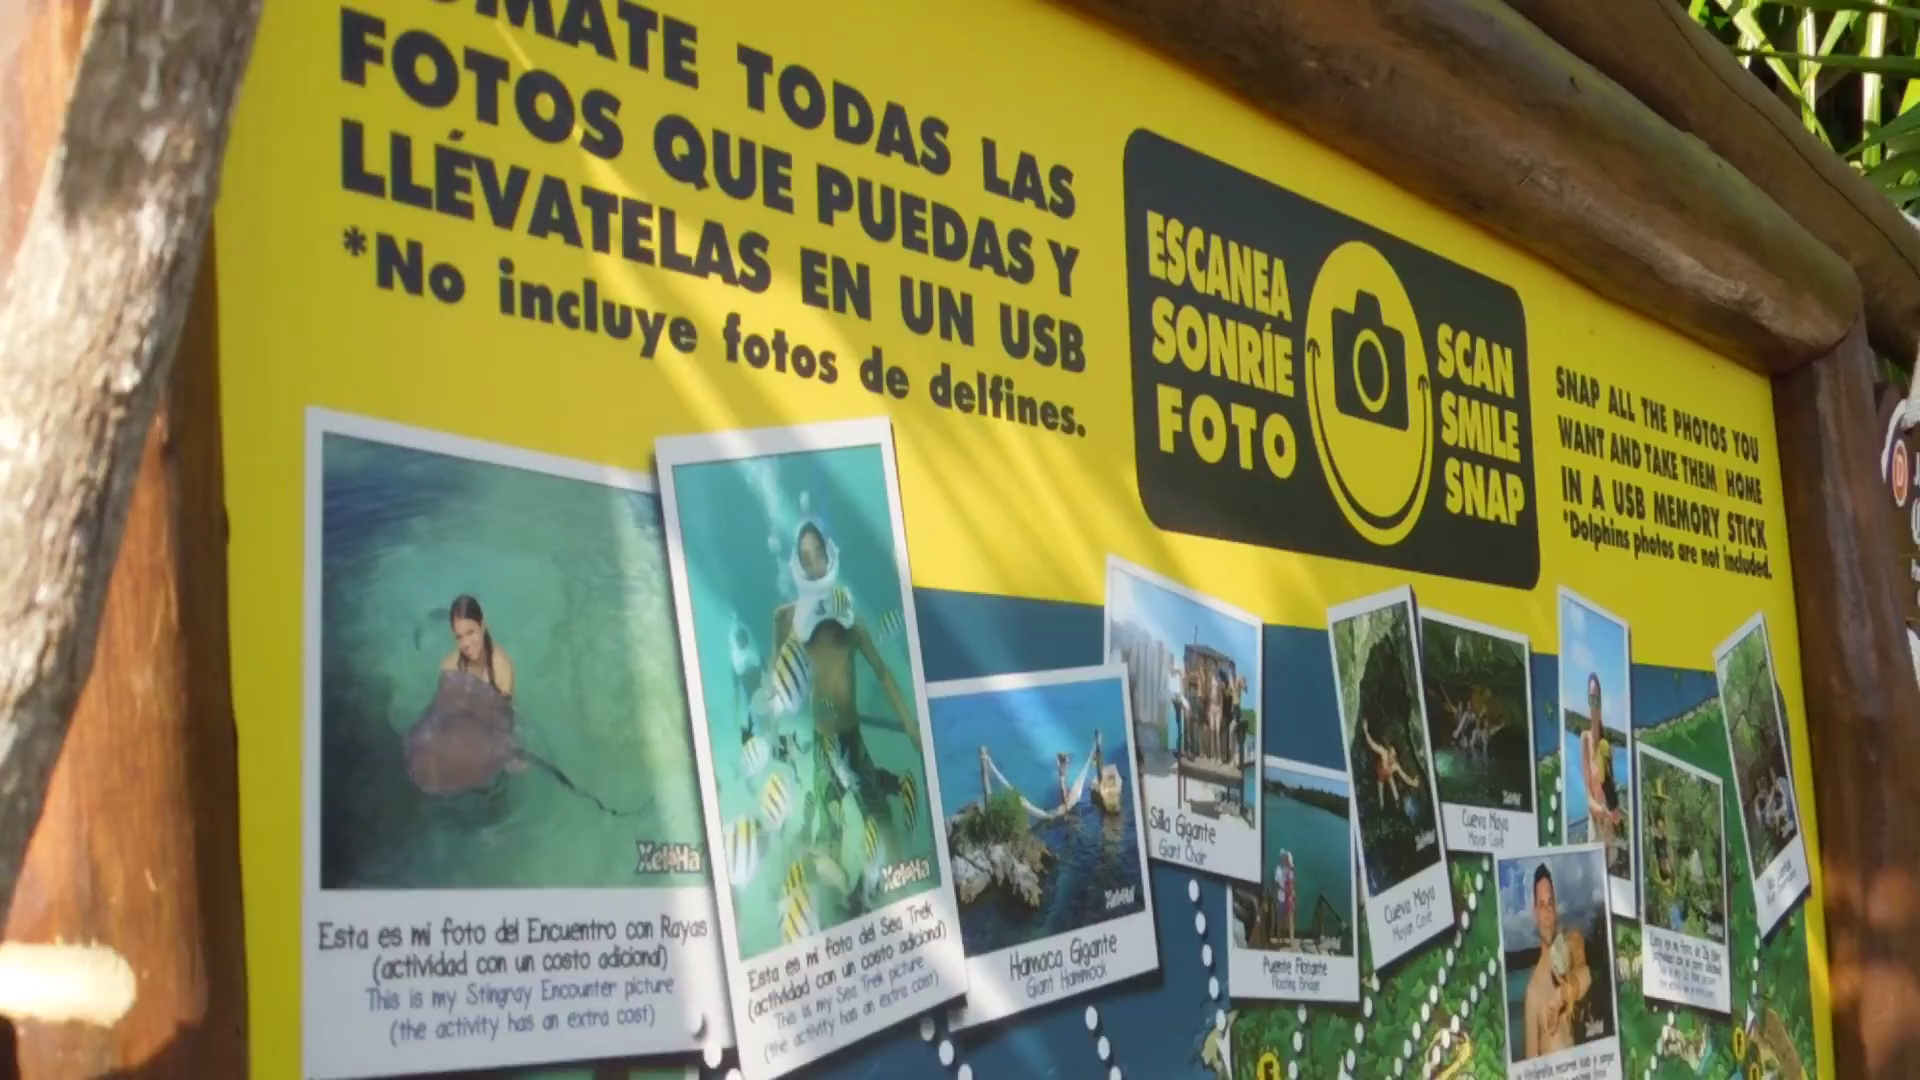 TODAS LAS
FOTOS QUE PUEDAS Y
LLÉVATELAS EN UN USB
*No incluye fotos de delfines.
ESCANEA
SONRÍE
FOTO
SCAN
SMILE
SNAP
SNAP ALL THE PHOTOS YOU
WANT AND TAKE THEM HOME
IN A USB MEMORY STICK
*Dolphins photos are not included.
Xel-Ha
Esta es mi foto del Encuentro con Rayas
(actividad con un costo adicional)
This is my Stingray Encounter picture
(the activity has an extra cost)
Xel-Ha
Esta es mi foto del Sea Trek
(actividad con un costo adicional)
This is my Sea Trek picture
(the activity has an extra cost)
Xel-Ha
Hamaca Gigante
Giant Hammock
Silla Gigante
Giant Chair
Puente Flotante
Floating Bridge
Cueva Maya
Mayan Cave
Cueva Maya
Mayan Cave